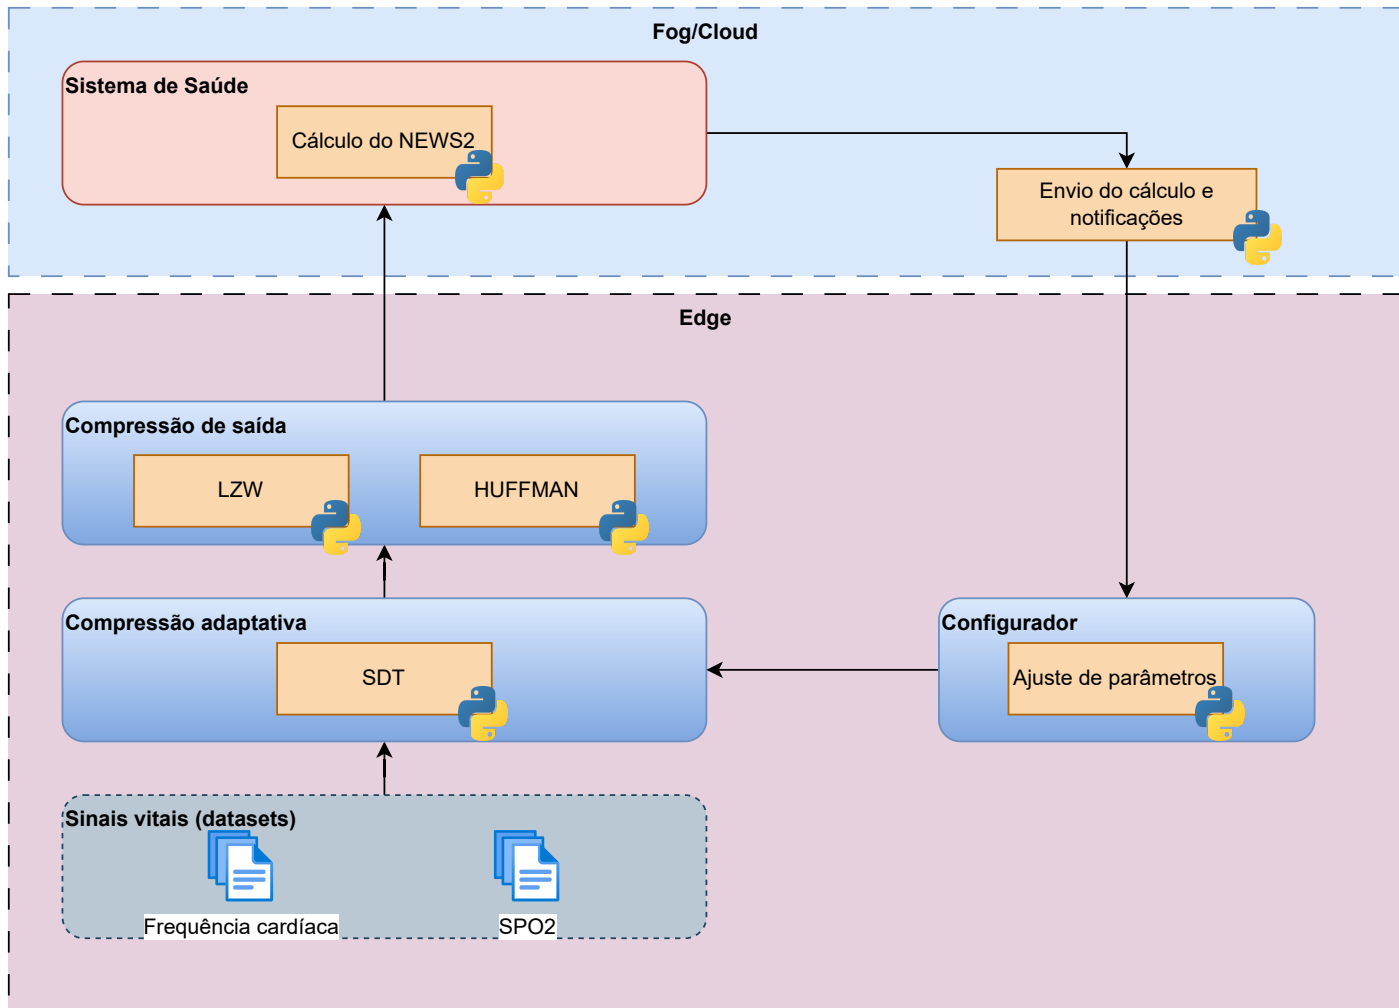 Fog/Cloud
Sistema de Saúde
Cálculo do NEWS2
Envio do cálculo e
notificações
Edge
Compressão de saída
LZW
HUFFMAN
Compressão adaptativa
SDT
Configurador
Ajuste de parâmetros
Sinais vitais (datasets)
Frequência cardíaca
SPO2